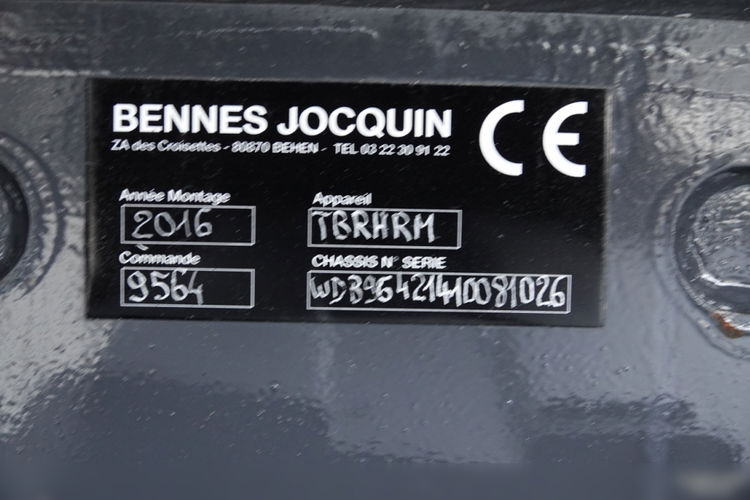 BENNES JOCQUIN
CE
ZA des Croisettes - 80870 BEHEN - TEL 03 22 30 91 22
Année Montage
Appareil
2016
TBRHRM
Commande
CHASSIS N° SERIE
9564
WDB96421410081026